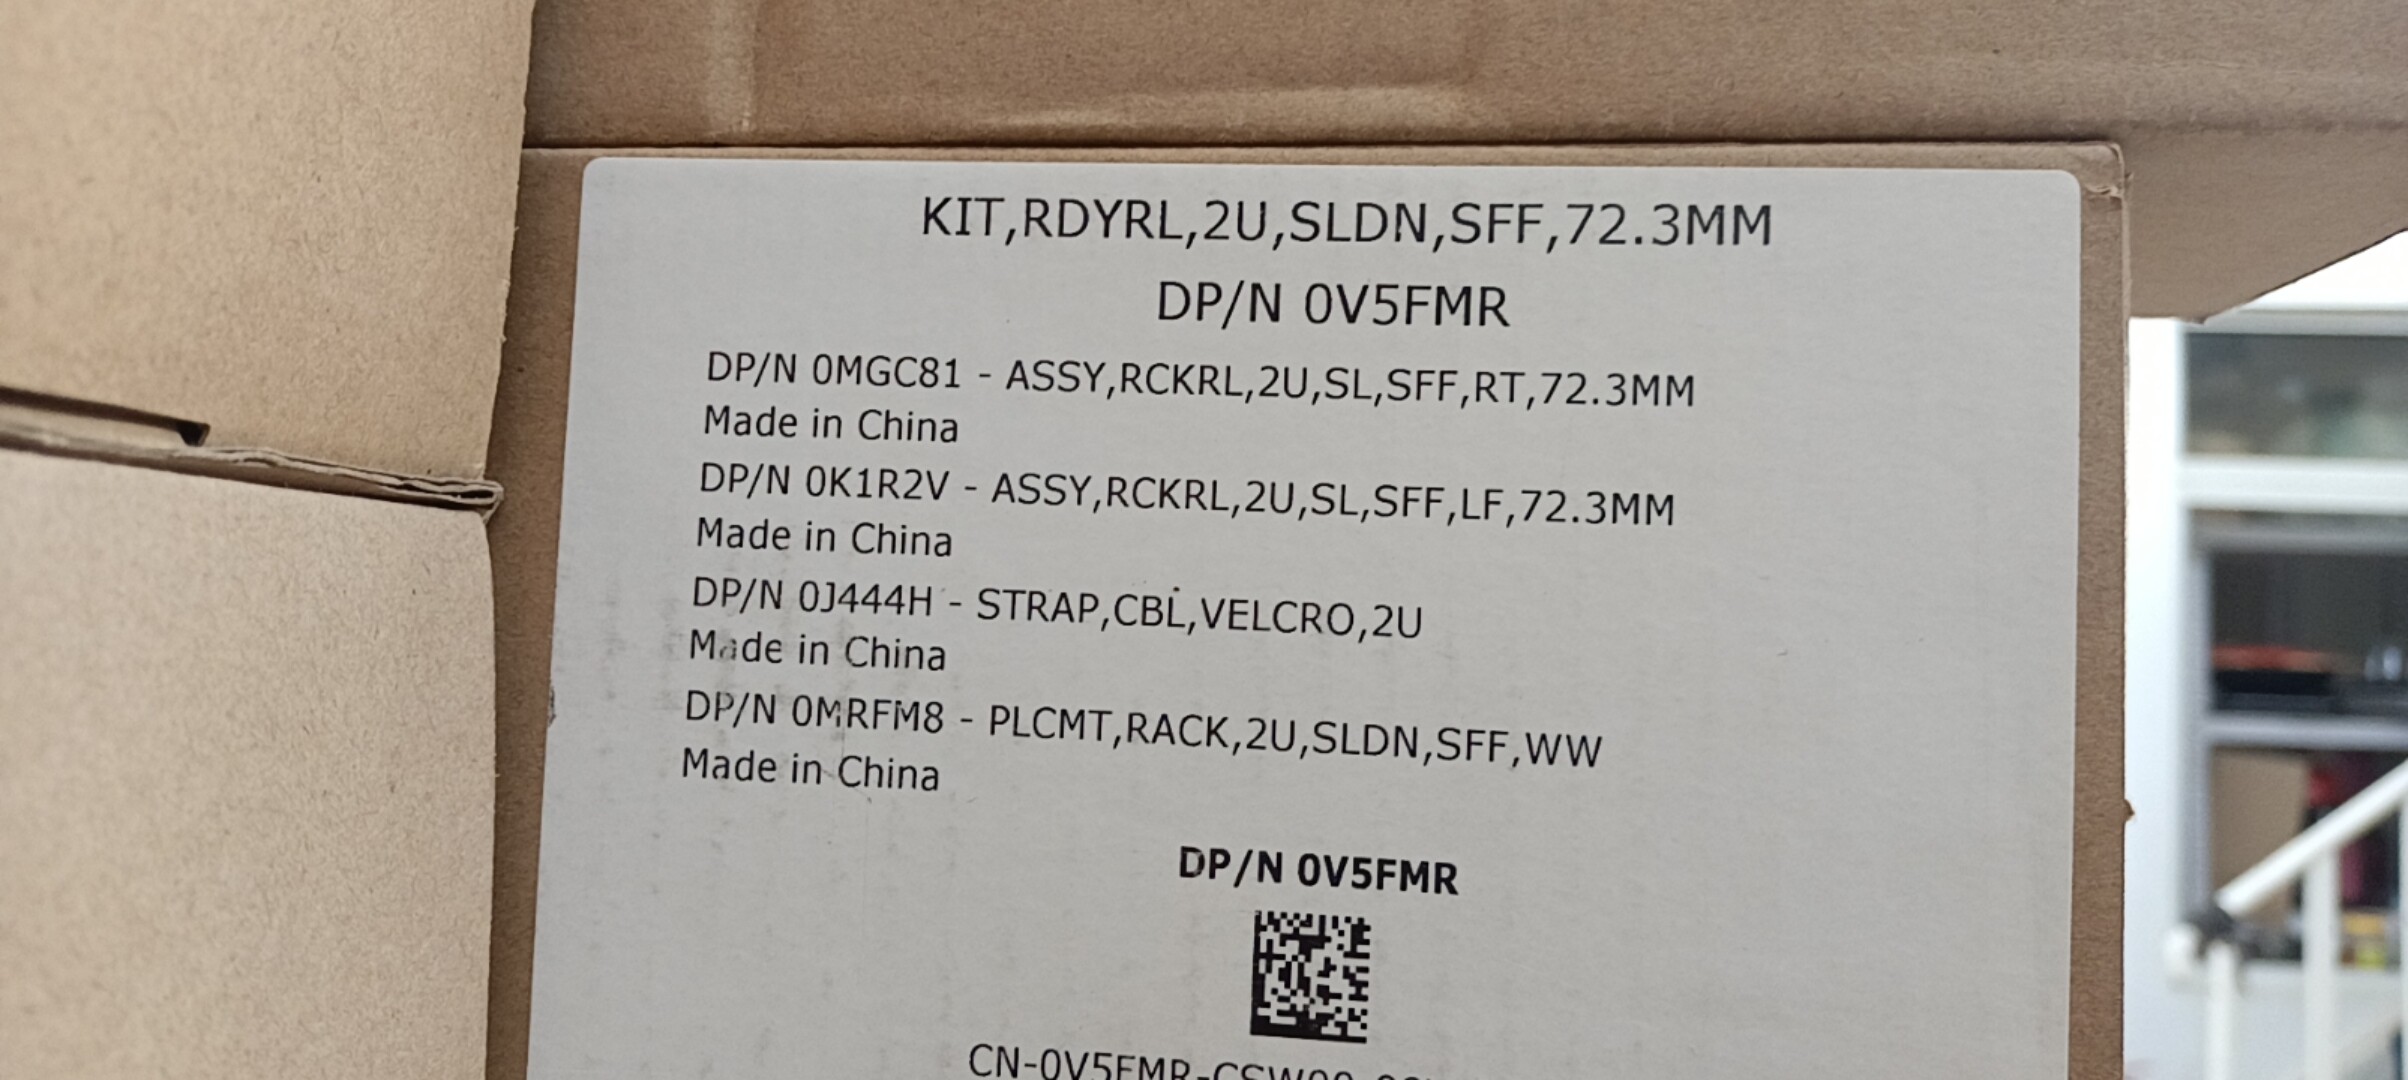 KIT,RDYRL,2U,SLDN,SFF,72.3MM
DP/N 0V5FMR
DP/N 0MGC81 - ASSY,RCKRL,2U,SL,SFF,RT,72.3MM
Made in China
DP/N 0K1R2V - ASSY,RCKRL,2U,SL,SFF,LF,72.3MM
Made in China
DP/N 0J444H - STRAP,CBL,VELCRO,2U
Made in China
DP/N 0MRFM8 - PLCMT,RACK,2U,SLDN,SFF,WW
Made in China
DP/N 0V5FMR
CN-0V5FMR-